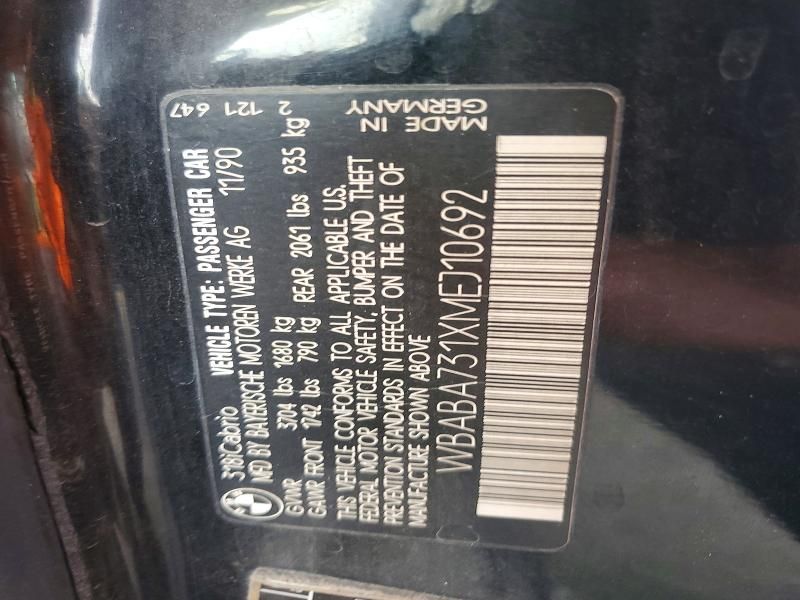 318iCabrio VEHICLE TYPE: PASSENGER CAR 2 121 647
MFD BY BAYERISCHE MOTOREN WERKE AG 11/90
GVWR 3704 lbs 1680 kg
GAWR FRONT 1742 lbs 790 kg REAR 2061 lbs 935 kg
THIS VEHICLE CONFORMS TO ALL APPLICABLE U.S.
FEDERAL MOTOR VEHICLE SAFETY, BUMPER AND THEFT
PREVENTION STANDARDS IN EFFECT ON THE DATE OF
MANUFACTURE SHOWN ABOVE
MADE IN
GERMANY
WBABA731XMEJ10692